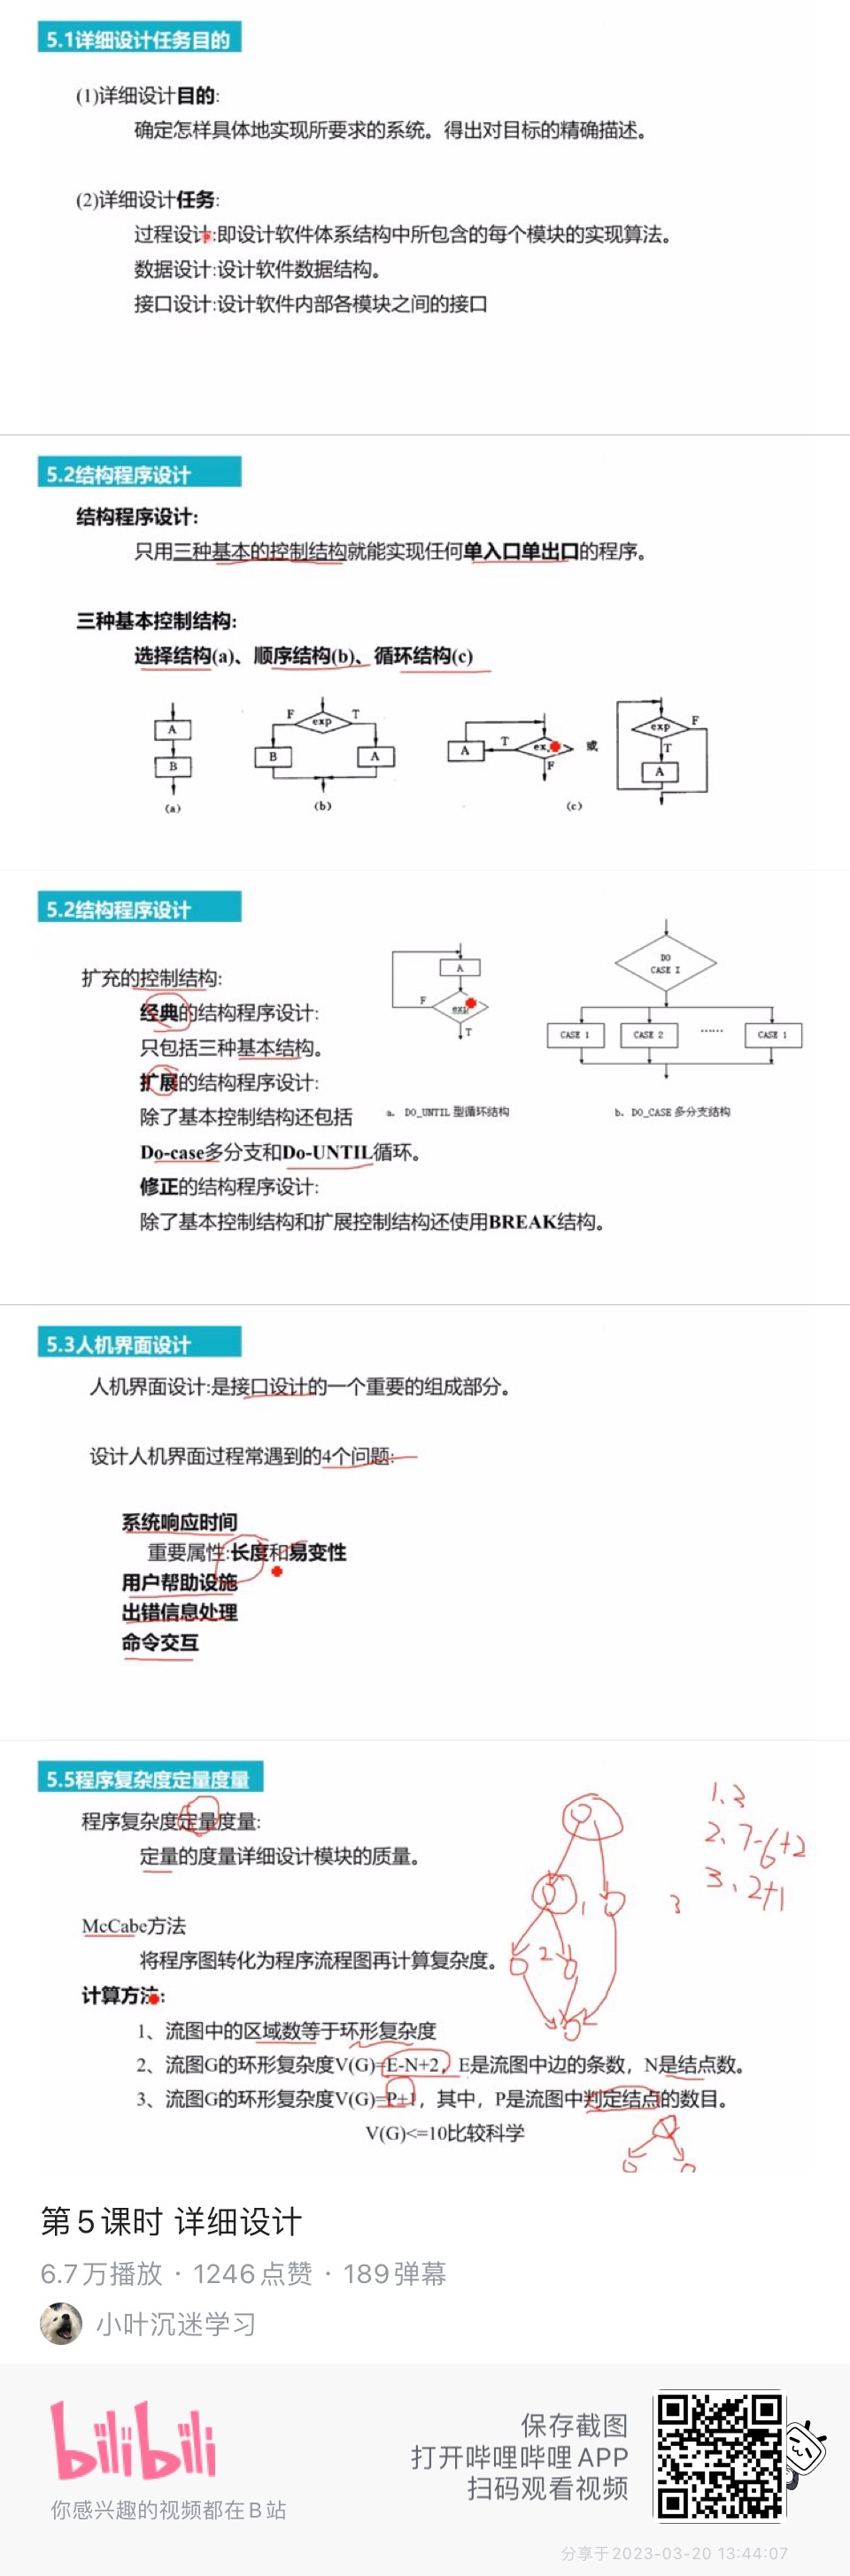 5.1详细设计任务目的
(1)详细设计目的:
确定怎样具体地实现所要求的系统。得出对目标的精确描述。
(2)详细设计任务:
过程设计:即设计软件体系结构中所包含的每个模块的实现算法。
数据设计:设计软件数据结构。
接口设计:设计软件内部各模块之间的接口
5.2结构程序设计
结构程序设计:
只用三种基本的控制结构就能实现任何单入口单出口的程序。
三种基本控制结构:
选择结构(a)、顺序结构(b)、循环结构(c)
A
B
(a)
F
exp
T
B
A
(b)
A
T
F
或
exp
F
T
A
(c)
5.2结构程序设计
扩充的控制结构:
经典的结构程序设计:
只包括三种基本结构。
扩展的结构程序设计:
除了基本控制结构还包括
Do-case多分支和Do-UNTIL循环。
修正的结构程序设计:
除了基本控制结构和扩展控制结构还使用BREAK结构。
A
F
T
a. DO_UNTIL 型循环结构
DO
CASE I
CASE 1
CASE 2
······
CASE 1
b. DO_CASE 多分支结构
5.3人机界面设计
人机界面设计:是接口设计的一个重要的组成部分。
设计人机界面过程常遇到的4个问题:
系统响应时间
重要属性:长度和易变性
用户帮助设施
出错信息处理
命令交互
5.5程序复杂度定量度量
程序复杂度定量度量:
定量的度量详细设计模块的质量。
McCabe方法
将程序图转化为程序流程图再计算复杂度。
计算方法:
1、流图中的区域数等于环形复杂度
2、流图G的环形复杂度V(G)=E-N+2，E是流图中边的条数，N是结点数。
3、流图G的环形复杂度V(G)=P+1，其中，P是流图中判定结点的数目。
V(G)<=10比较科学
1
2
3
1、3
2、7-6+2
3、2+1
第5课时 详细设计
6.7万播放 · 1246点赞 · 189弹幕
小叶沉迷学习
bilibili
你感兴趣的视频都在B站
保存截图
打开哔哩哔哩APP
扫码观看视频
分享于2023-03-20 13:44:07